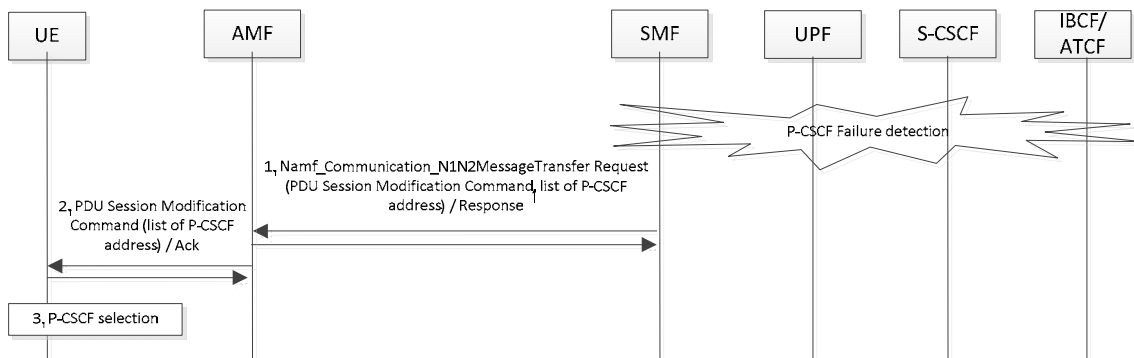 UE
AMF
SMF
UPF
S-CSCF
IBCF/
ATCF
P-CSCF Failure detection
1, Namf_Communication_N1N2MessageTransfer Request
(PDU Session Modification Command, list of P-CSCF
address) / Response
2, PDU Session Modification
Command (list of P-CSCF
address) / Ack
3, P-CSCF selection